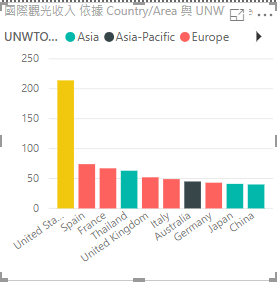 國際觀光收入 依據 Country/Area 與 UNW
UNWTO... Asia Asia-Pacific Europe
250
200
150
100
50
0
United Sta...
Spain
France
Thailand
United Kingdom
Italy
Australia
Germany
Japan
China